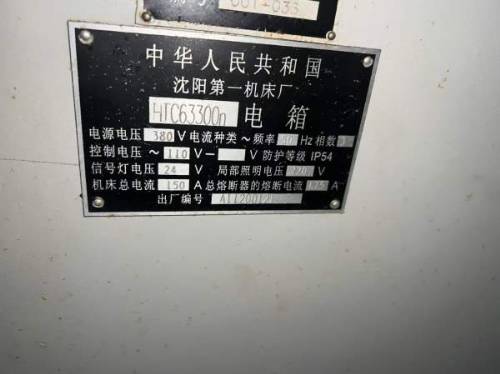 001-033
中华人民共和国
沈阳第一机床厂
HTC63300n 电箱
电源电压 380 V 电流种类 ~ 频率 50 Hz 相数 3
控制电压 ~ 110 V- V 防护等级 IP54
信号灯电压 24 V 局部照明电压 220 V
机床总电流 150 A 总熔断器的熔断电流 175 A
出厂编号